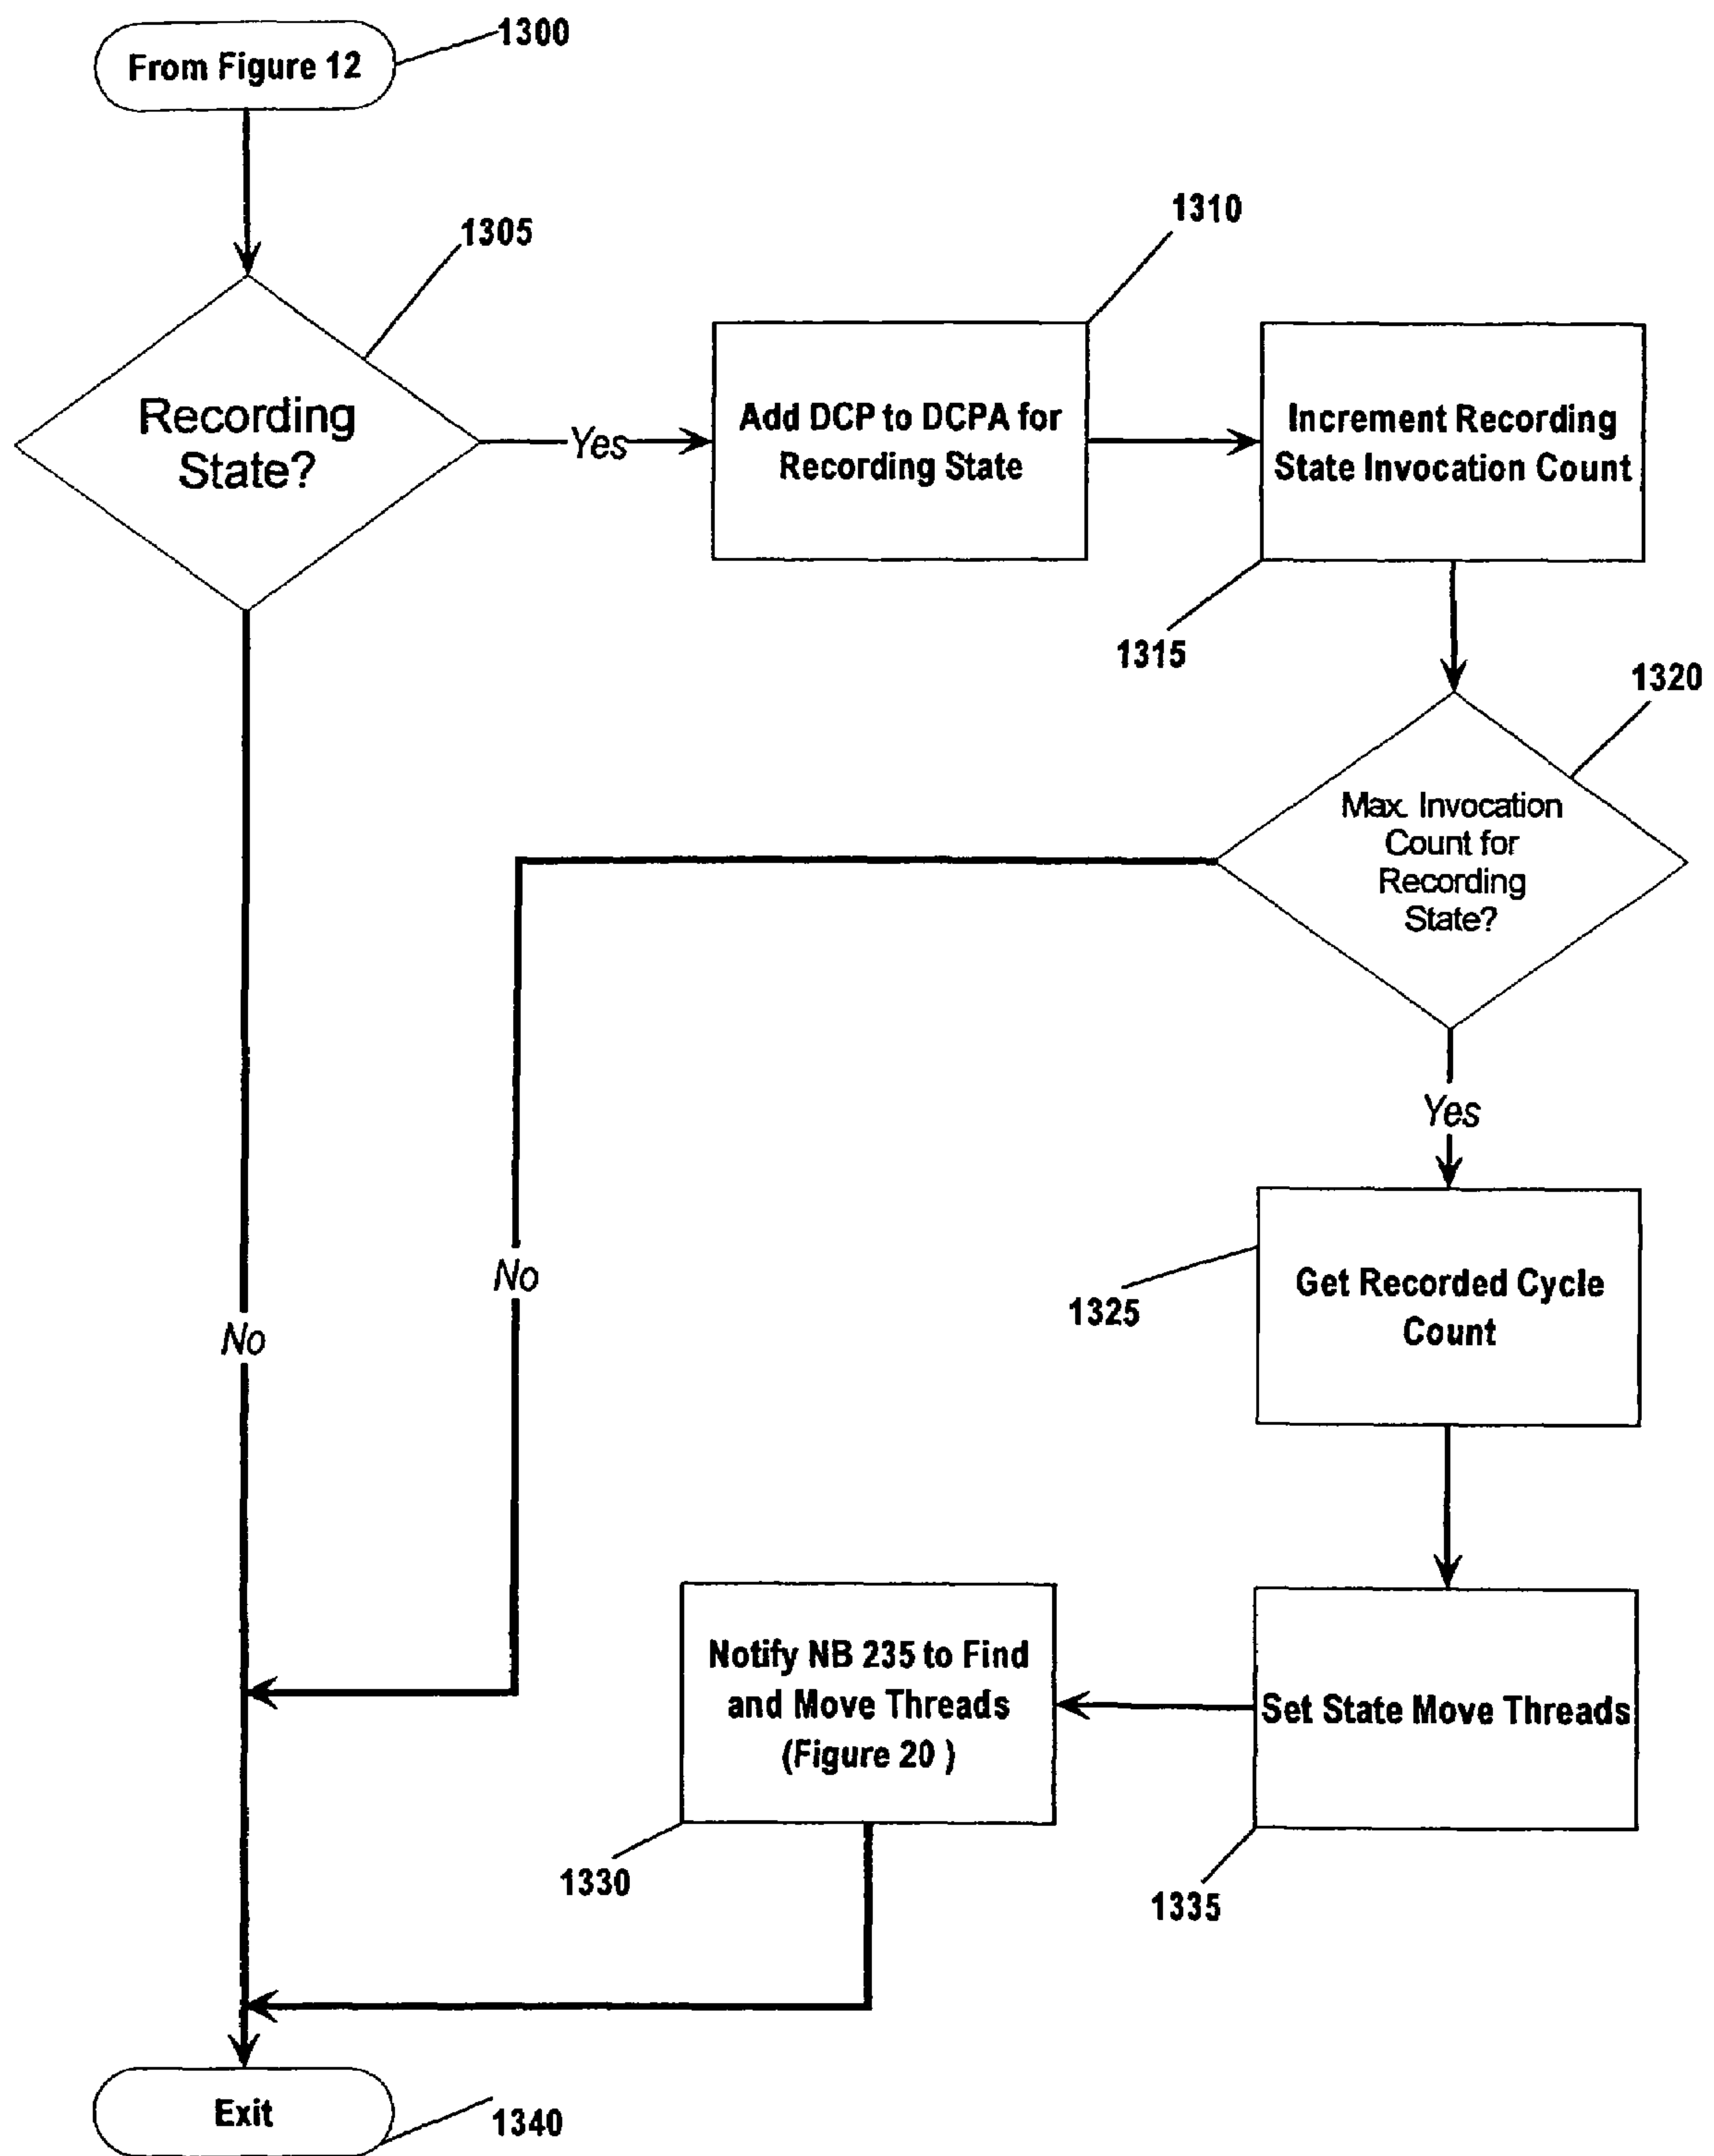 1300
From Figure 12
1305
1310
Recording
State?
Yes
Add DCP to DCPA for
Recording State
Increment Recording
State Invocation Count
1315
1320
Max. Invocation
Count for
Recording
State?
Yes
No
No
Get Recorded Cycle
Count
1325
Notify NB 235 to Find
and Move Threads
(Figure 20 )
Set State Move Threads
1330
1335
Exit
1340